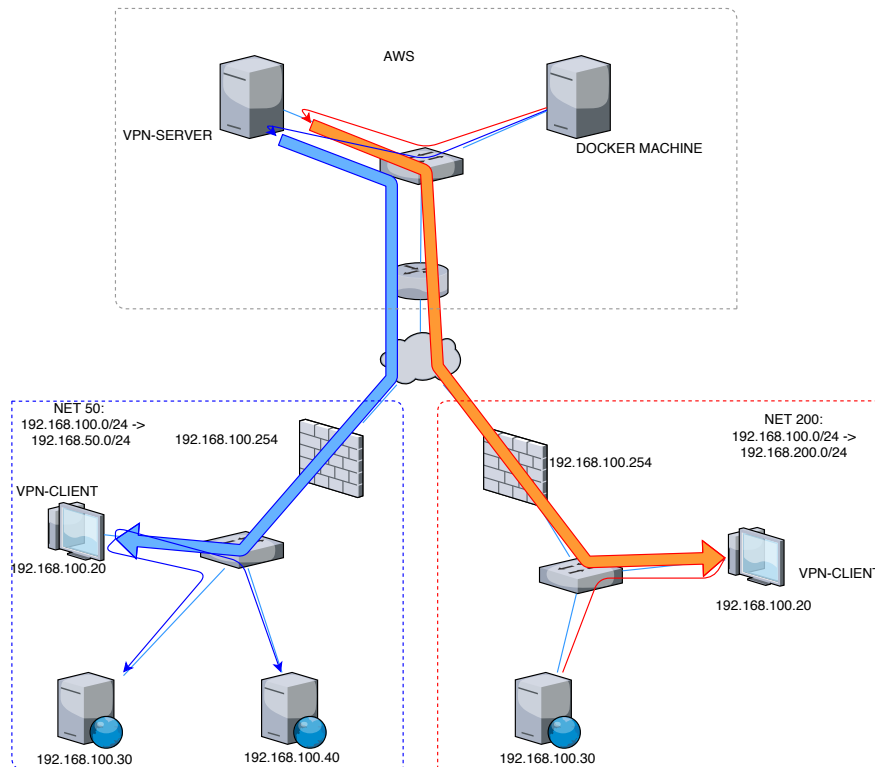 AWS
VPN-SERVER
DOCKER MACHINE
NET 50:
192.168.100.0/24 ->
192.168.50.0/24
192.168.100.254
NET 200:
192.168.100.0/24 ->
192.168.200.0/24
192.168.100.254
VPN-CLIENT
192.168.100.20
VPN-CLIENT
192.168.100.20
192.168.100.30
192.168.100.40
192.168.100.30